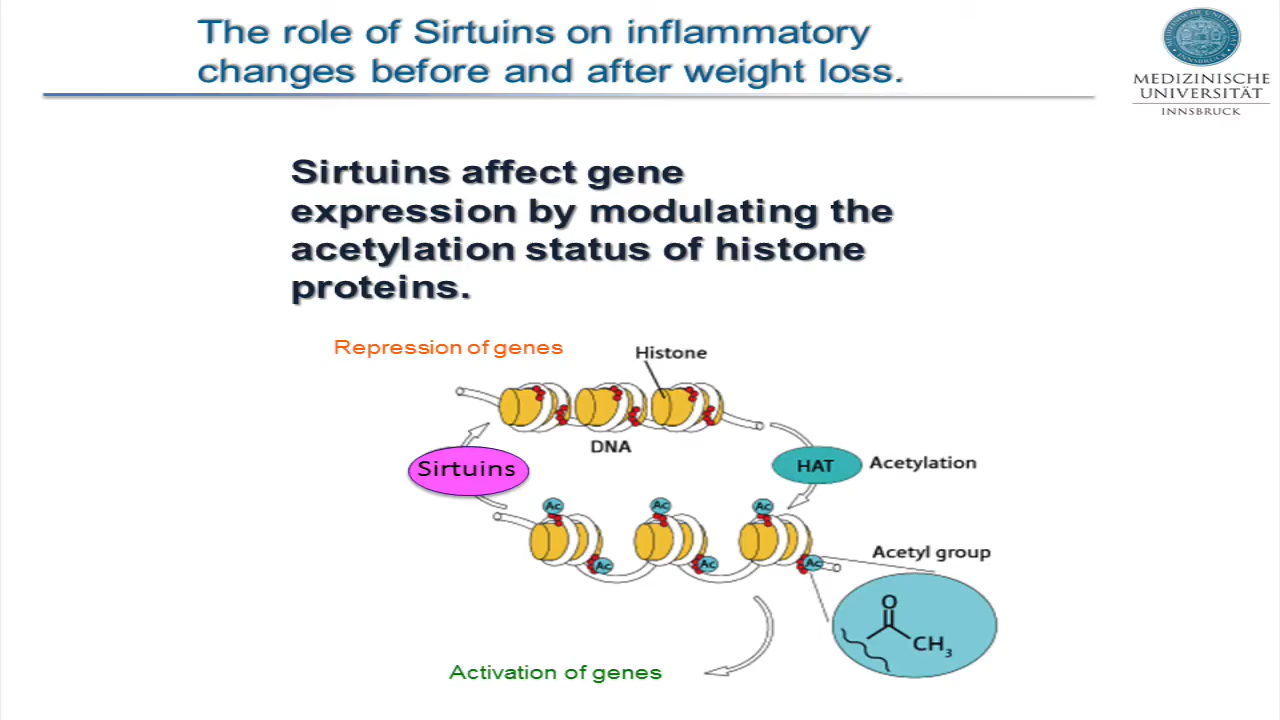 The role of Sirtuins on inflammatory
changes before and after weight loss.
MEDIZINISCHE
UNIVERSITÄT
INNSBRUCK
Sirtuins affect gene
expression by modulating the
acetylation status of histone
proteins.
Repression of genes
Histone
DNA
Sirtuins
HAT
Acetylation
Ac
Ac
Ac
Ac
Ac
Ac
Acetyl group
O
CH3
Activation of genes